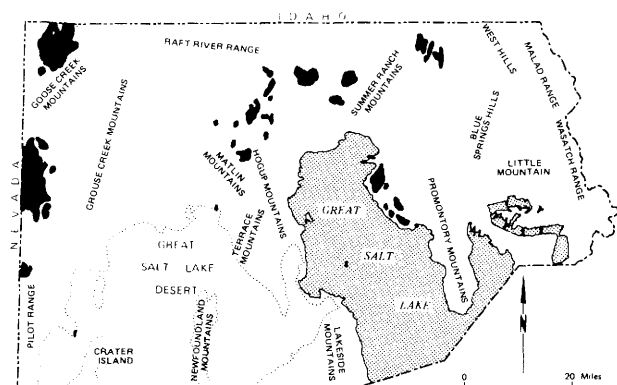 IDAHO
RAFT RIVER RANGE
GOOSE CREEK
MOUNTAINS
GROUSE CREEK MOUNTAINS
SUMMER RANCH
MOUNTAINS
WEST HILLS
MALAD RANGE
WASATCH RANGE
BLUE
SPRINGS HILLS
LITTLE
MOUNTAIN
NEVADA
MATLIN
MOUNTAINS
HOGUP MOUNTAINS
TERRACE
MOUNTAINS
GREAT
SALT
LAKE
PROMONTORY MOUNTAINS
GREAT
SALT LAKE
DESERT
PILOT RANGE
CRATER
ISLAND
NEWFOUNDLAND
MOUNTAINS
LAKESIDE
MOUNTAINS
N
0 20 Miles